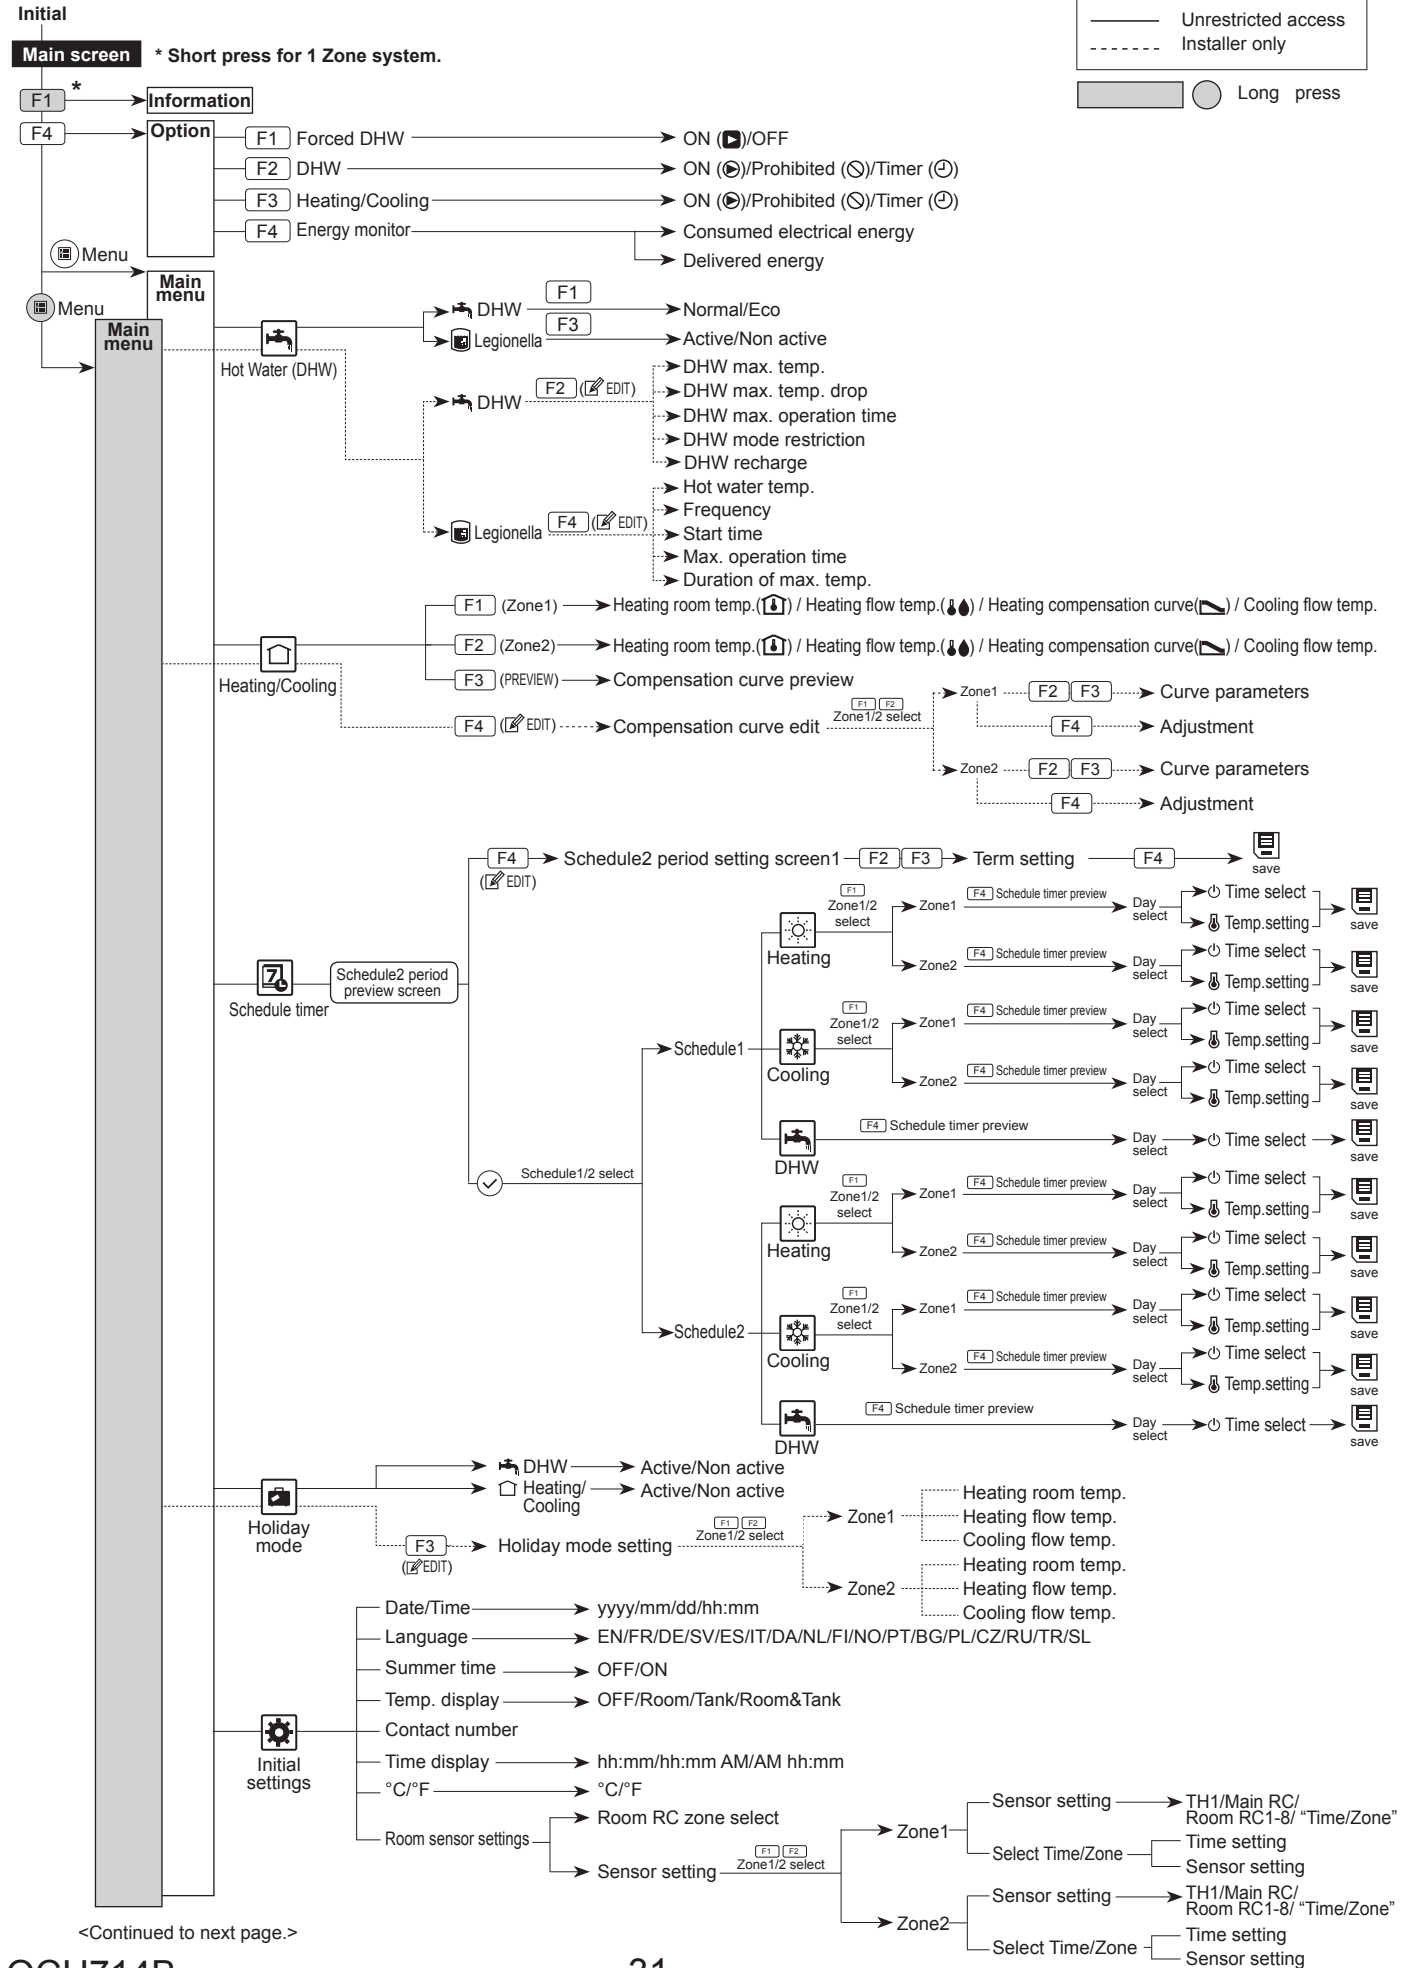 Initial
Unrestricted access
Installer only
Main screen * Short press for 1 Zone system.
Long press
F1 * Information
F4 Option
F1 Forced DHW ON (▶)/OFF
F2 DHW ON (▶)/Prohibited (🚫)/Timer (🕘)
F3 Heating/Cooling ON (▶)/Prohibited (🚫)/Timer (🕘)
F4 Energy monitor Consumed electrical energy
Delivered energy
Menu
Main
menu
Menu
Main
menu
Hot Water (DHW)
DHW F1 Normal/Eco
Legionella F3 Active/Non active
DHW F2 (EDIT)
DHW max. temp.
DHW max. temp. drop
DHW max. operation time
DHW mode restriction
DHW recharge
Legionella F4 (EDIT)
Hot water temp.
Frequency
Start time
Max. operation time
Duration of max. temp.
Heating/Cooling
F1 (Zone1) Heating room temp.() / Heating flow temp.() / Heating compensation curve() / Cooling flow temp.
F2 (Zone2) Heating room temp.() / Heating flow temp.() / Heating compensation curve() / Cooling flow temp.
F3 (PREVIEW) Compensation curve preview
F4 (EDIT) Compensation curve edit F1 F2
Zone1/2 select
Zone1 F2 F3 Curve parameters
F4 Adjustment
Zone2 F2 F3 Curve parameters
F4 Adjustment
7
Schedule timer
Schedule2 period
preview screen
F4 Schedule2 period setting screen1 F2 F3 Term setting F4 save
(EDIT)
Schedule1/2 select
Schedule1
Heating
F1
Zone1/2
select
Zone1 F4 Schedule timer preview Day
select
Time select
Temp.setting
save
Zone2 F4 Schedule timer preview Day
select
Time select
Temp.setting
save
Cooling
F1
Zone1/2
select
Zone1 F4 Schedule timer preview Day
select
Time select
Temp.setting
save
Zone2 F4 Schedule timer preview Day
select
Time select
Temp.setting
save
DHW
F4 Schedule timer preview Day
select
Time select
save
Schedule2
Heating
F1
Zone1/2
select
Zone1 F4 Schedule timer preview Day
select
Time select
Temp.setting
save
Zone2 F4 Schedule timer preview Day
select
Time select
Temp.setting
save
Cooling
F1
Zone1/2
select
Zone1 F4 Schedule timer preview Day
select
Time select
Temp.setting
save
Zone2 F4 Schedule timer preview Day
select
Time select
Temp.setting
save
DHW
F4 Schedule timer preview Day
select
Time select
save
Holiday
mode
DHW Active/Non active
Heating/
Cooling
Active/Non active
F3
(EDIT)
Holiday mode setting F1 F2
Zone1/2 select
Zone1
Heating room temp.
Heating flow temp.
Cooling flow temp.
Zone2
Heating room temp.
Heating flow temp.
Cooling flow temp.
Initial
settings
Date/Time yyyy/mm/dd/hh:mm
Language EN/FR/DE/SV/ES/IT/DA/NL/FI/NO/PT/BG/PL/CZ/RU/TR/SL
Summer time OFF/ON
Temp. display OFF/Room/Tank/Room&Tank
Contact number
Time display hh:mm/hh:mm AM/AM hh:mm
°C/°F °C/°F
Room sensor settings
Room RC zone select
Sensor setting F1 F2
Zone1/2 select
Zone1
Sensor setting TH1/Main RC/
Room RC1-8/ “Time/Zone”
Select Time/Zone
Time setting
Sensor setting
Zone2
Sensor setting TH1/Main RC/
Room RC1-8/ “Time/Zone”
Select Time/Zone
Time setting
Sensor setting
<Continued to next page.>